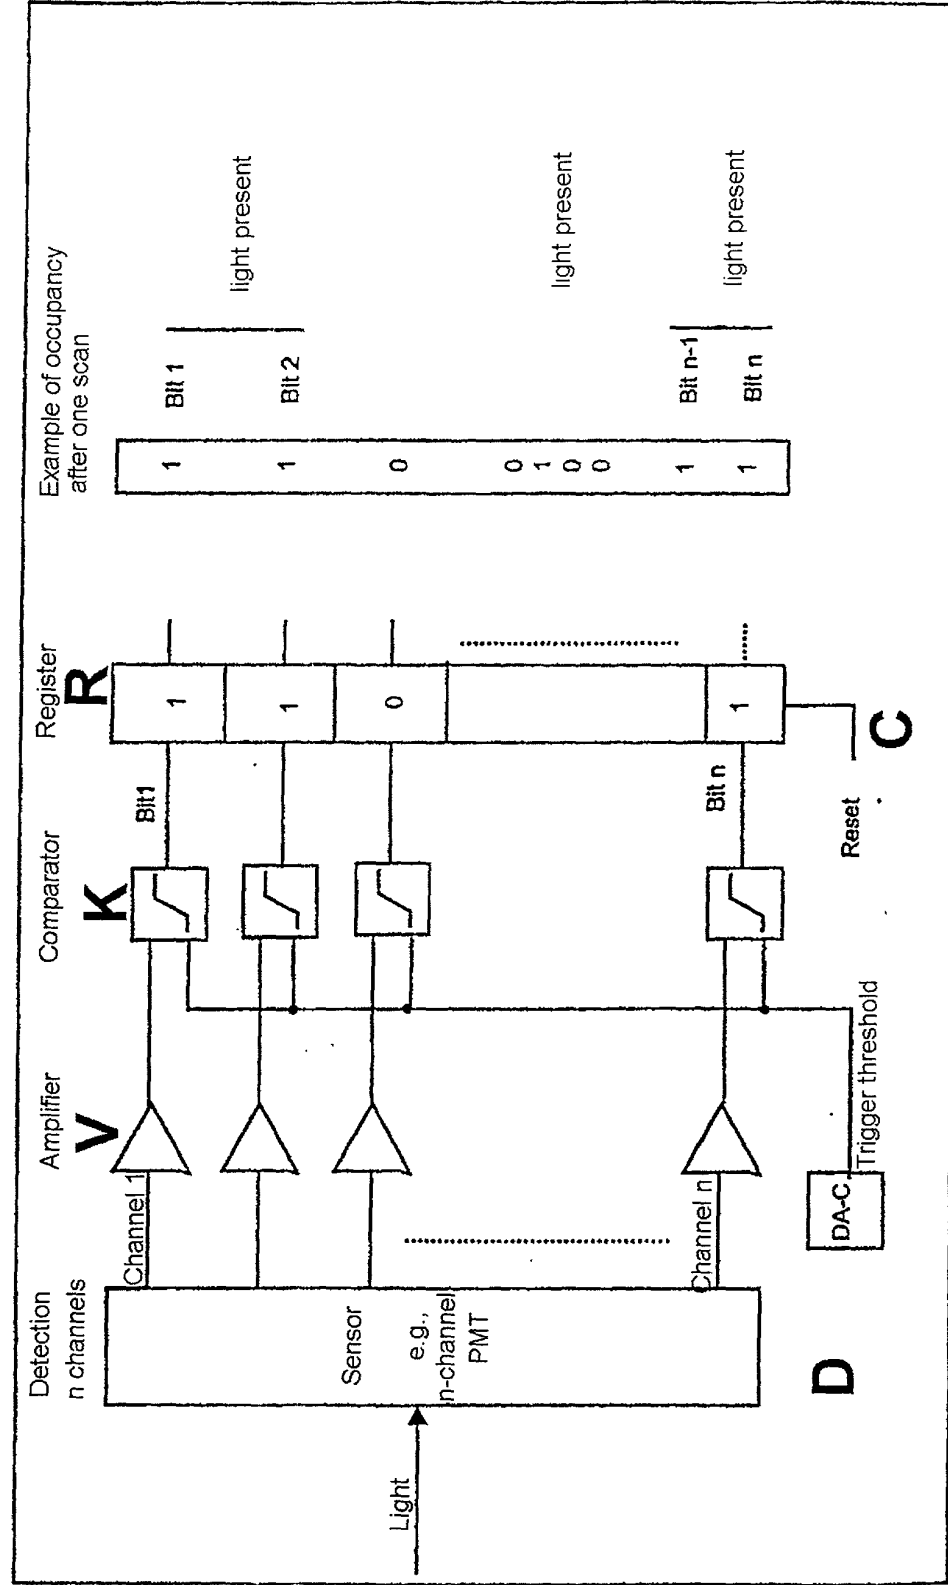 Detection
n channels
Amplifier
Comparator
Register
Example of occupancy
after one scan
V
K
R
Channel 1
Bit1
1
1
Bit 1
light present
1
1
Bit 2
0
0
Light
Sensor
e.g.,
n-channel
PMT
0
1
0
0
light present
1
Bit n-1
Channel n
Bit n
1
1
Bit n
light present
D
DA-C
Trigger threshold
Reset
C